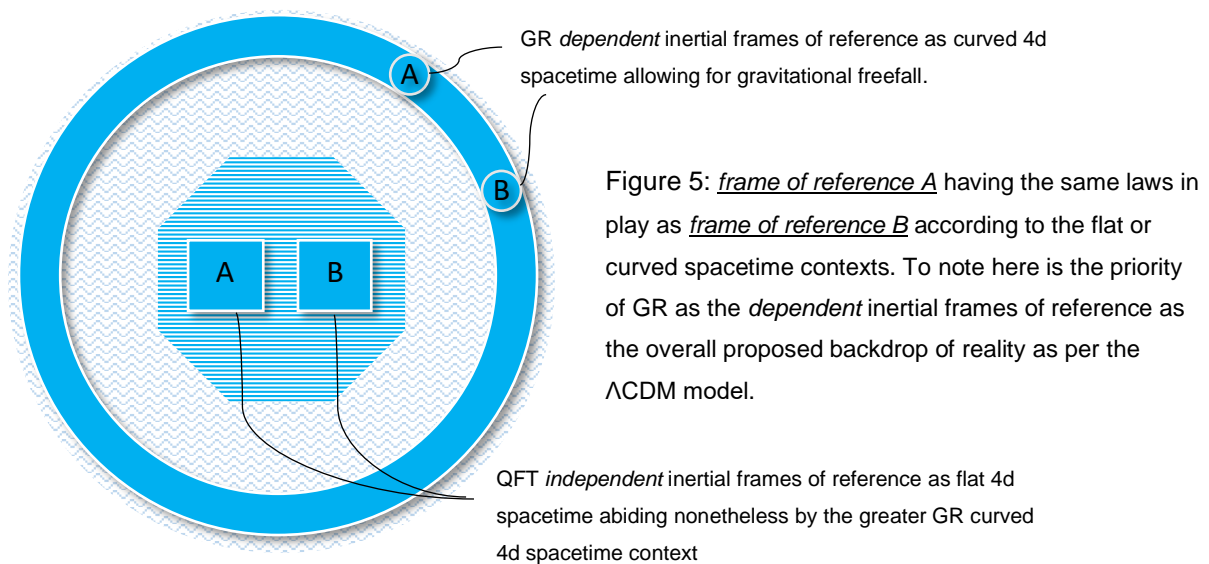 GR dependent inertial frames of reference as curved 4d
spacetime allowing for gravitational freefall.
A
B
Figure 5: frame of reference A having the same laws in
play as frame of reference B according to the flat or
curved spacetime contexts. To note here is the priority
of GR as the dependent inertial frames of reference as
the overall proposed backdrop of reality as per the
ΛCDM model.
A
B
QFT independent inertial frames of reference as flat 4d
spacetime abiding nonetheless by the greater GR curved
4d spacetime context